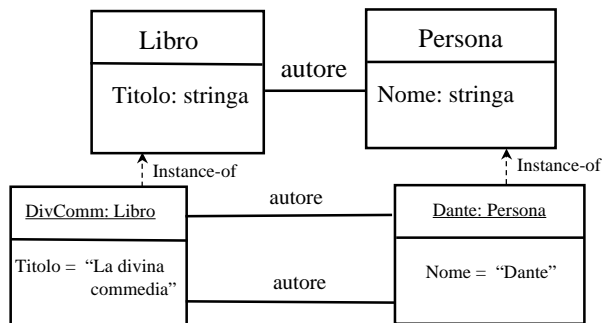 Libro
Persona
autore
Titolo: stringa
Nome: stringa
Instance-of
Instance-of
DivComm: Libro
autore
Dante: Persona
Titolo = “La divina
commedia”
Nome = “Dante”
autore